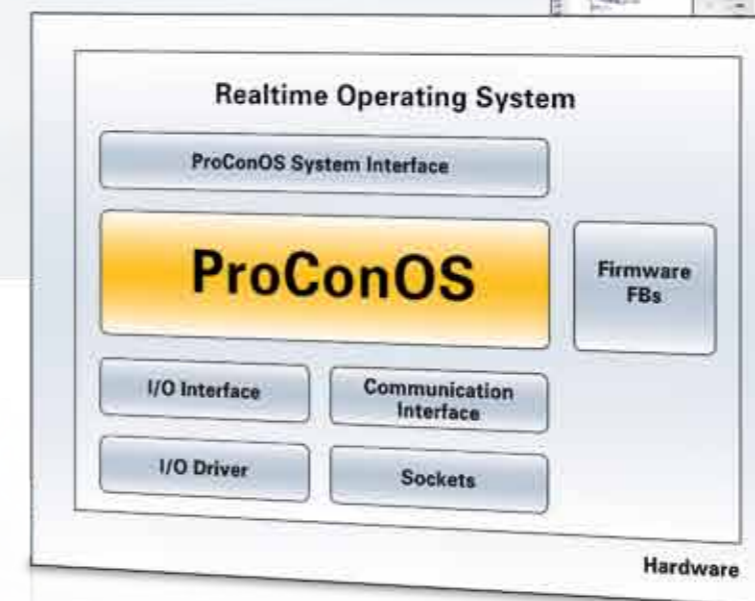 Realtime Operating System
ProConOS System Interface
ProConOS
Firmware
FBs
I/O Interface
Communication
Interface
I/O Driver
Sockets
Hardware